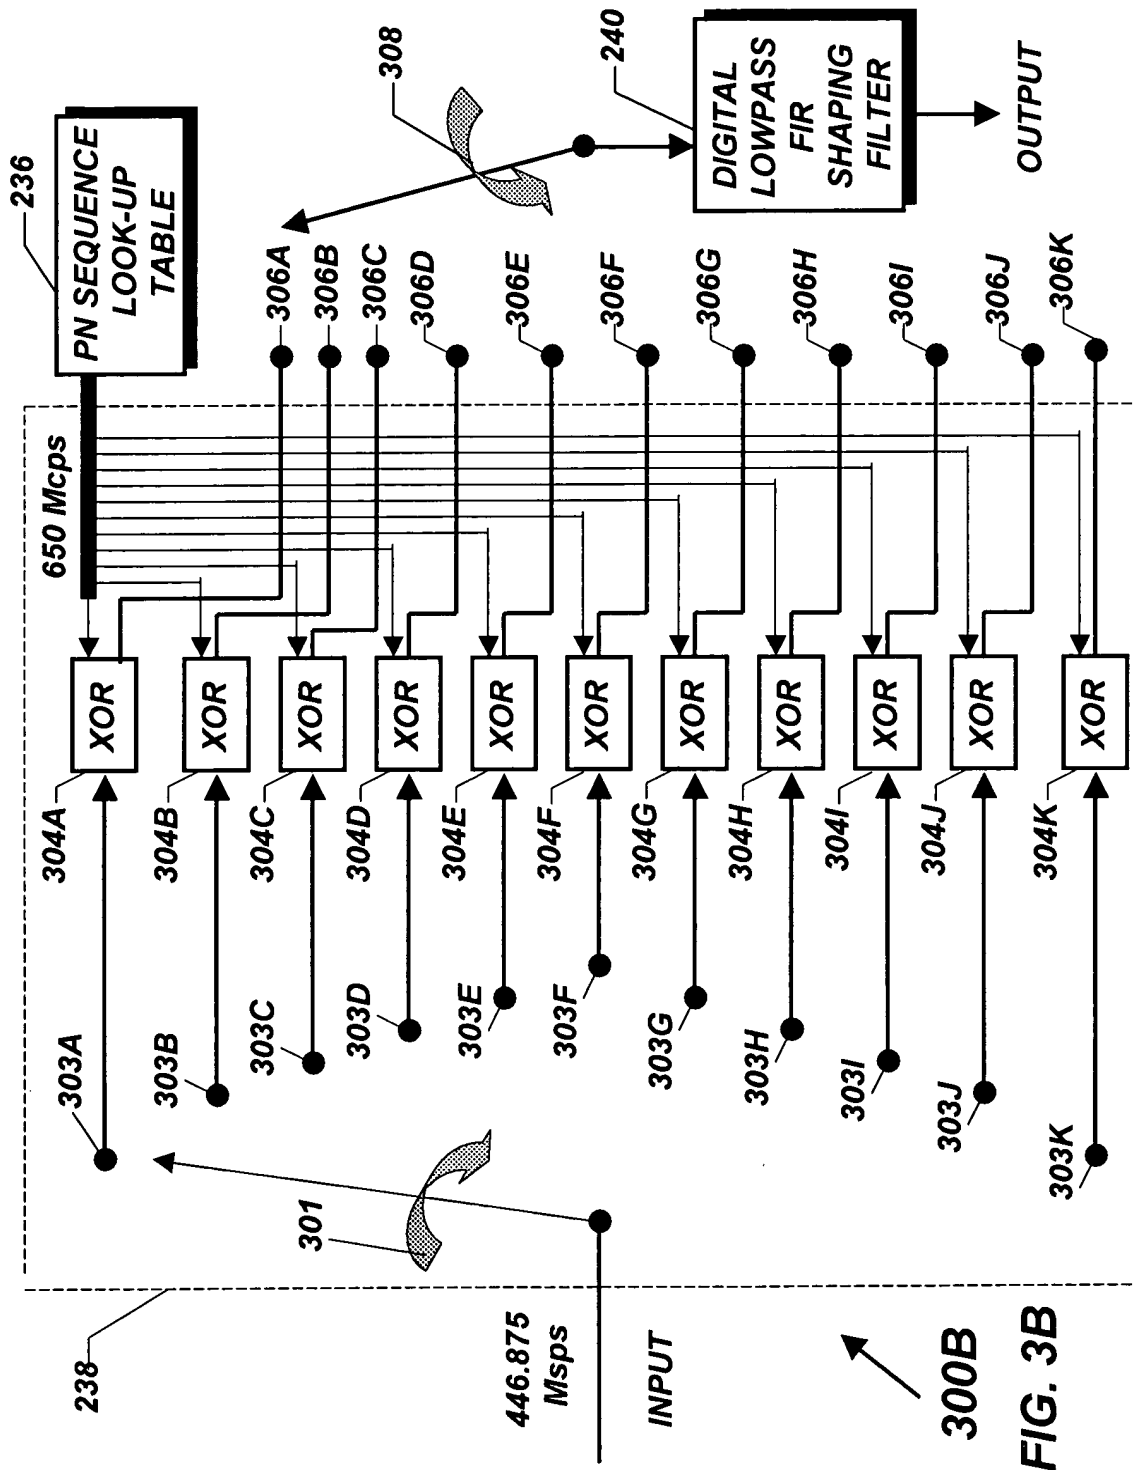 236
PN SEQUENCE
LOOK-UP
TABLE
308
240
DIGITAL
LOWPASS
FIR
SHAPING
FILTER
OUTPUT
650 Mcps
306A
306B
306C
306D
306E
306F
306G
306H
306I
306J
306K
XOR
XOR
XOR
XOR
XOR
XOR
XOR
XOR
XOR
XOR
XOR
304A
304B
304C
304D
304E
304F
304G
304H
304I
304J
304K
303A
303B
303C
303D
303E
303F
303G
303H
303I
303J
303K
301
238
446.875
Msps
INPUT
300B
FIG. 3B